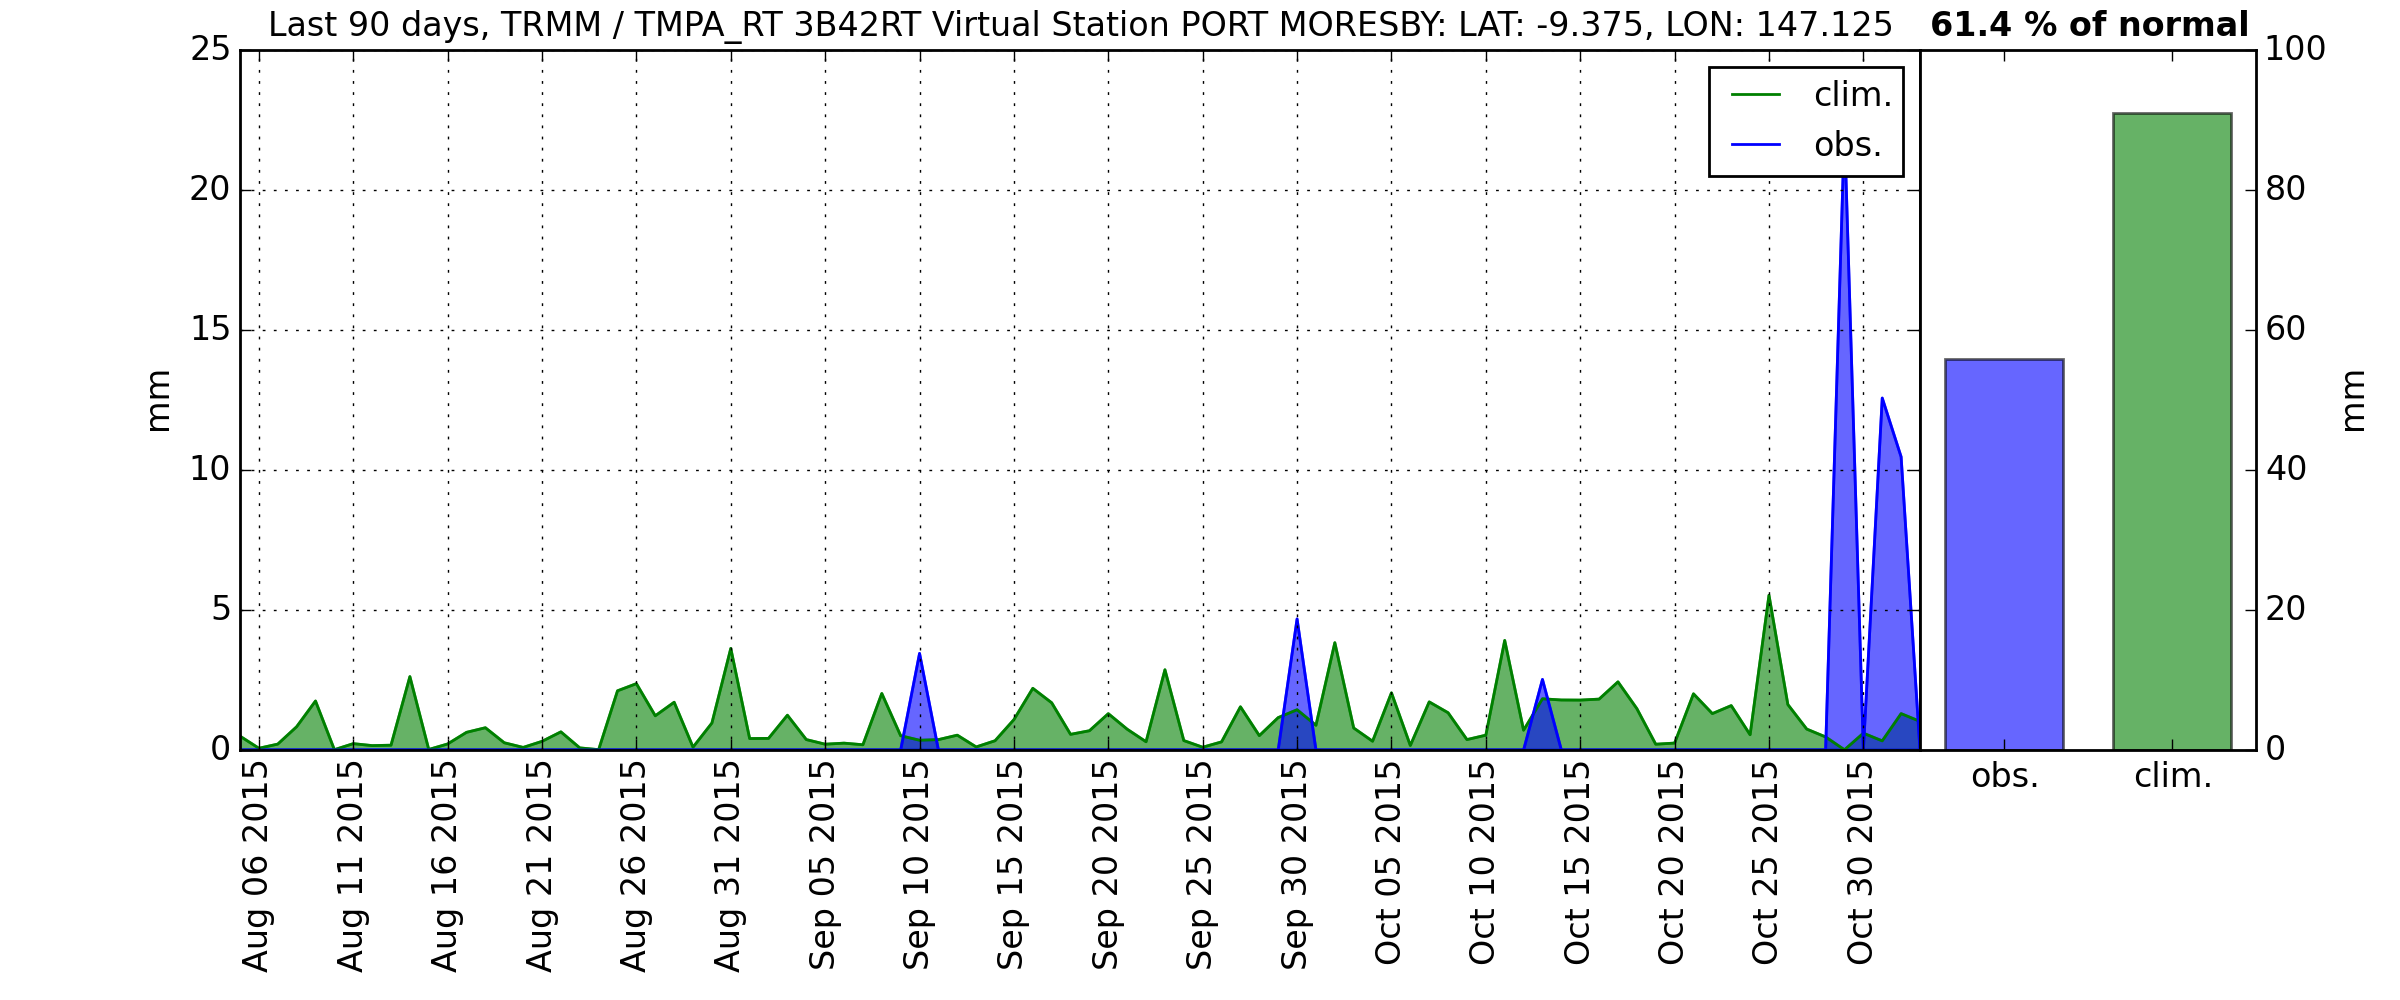 Last 90 days, TRMM / TMPA_RT 3B42RT Virtual Station PORT MORESBY: LAT: -9.375, LON: 147.125
61.4 % of normal
25
20
15
10
5
0
mm
clim.
obs.
100
80
60
40
20
0
mm
Aug 06 2015
Aug 11 2015
Aug 16 2015
Aug 21 2015
Aug 26 2015
Aug 31 2015
Sep 05 2015
Sep 10 2015
Sep 15 2015
Sep 20 2015
Sep 25 2015
Sep 30 2015
Oct 05 2015
Oct 10 2015
Oct 15 2015
Oct 20 2015
Oct 25 2015
Oct 30 2015
obs.
clim.